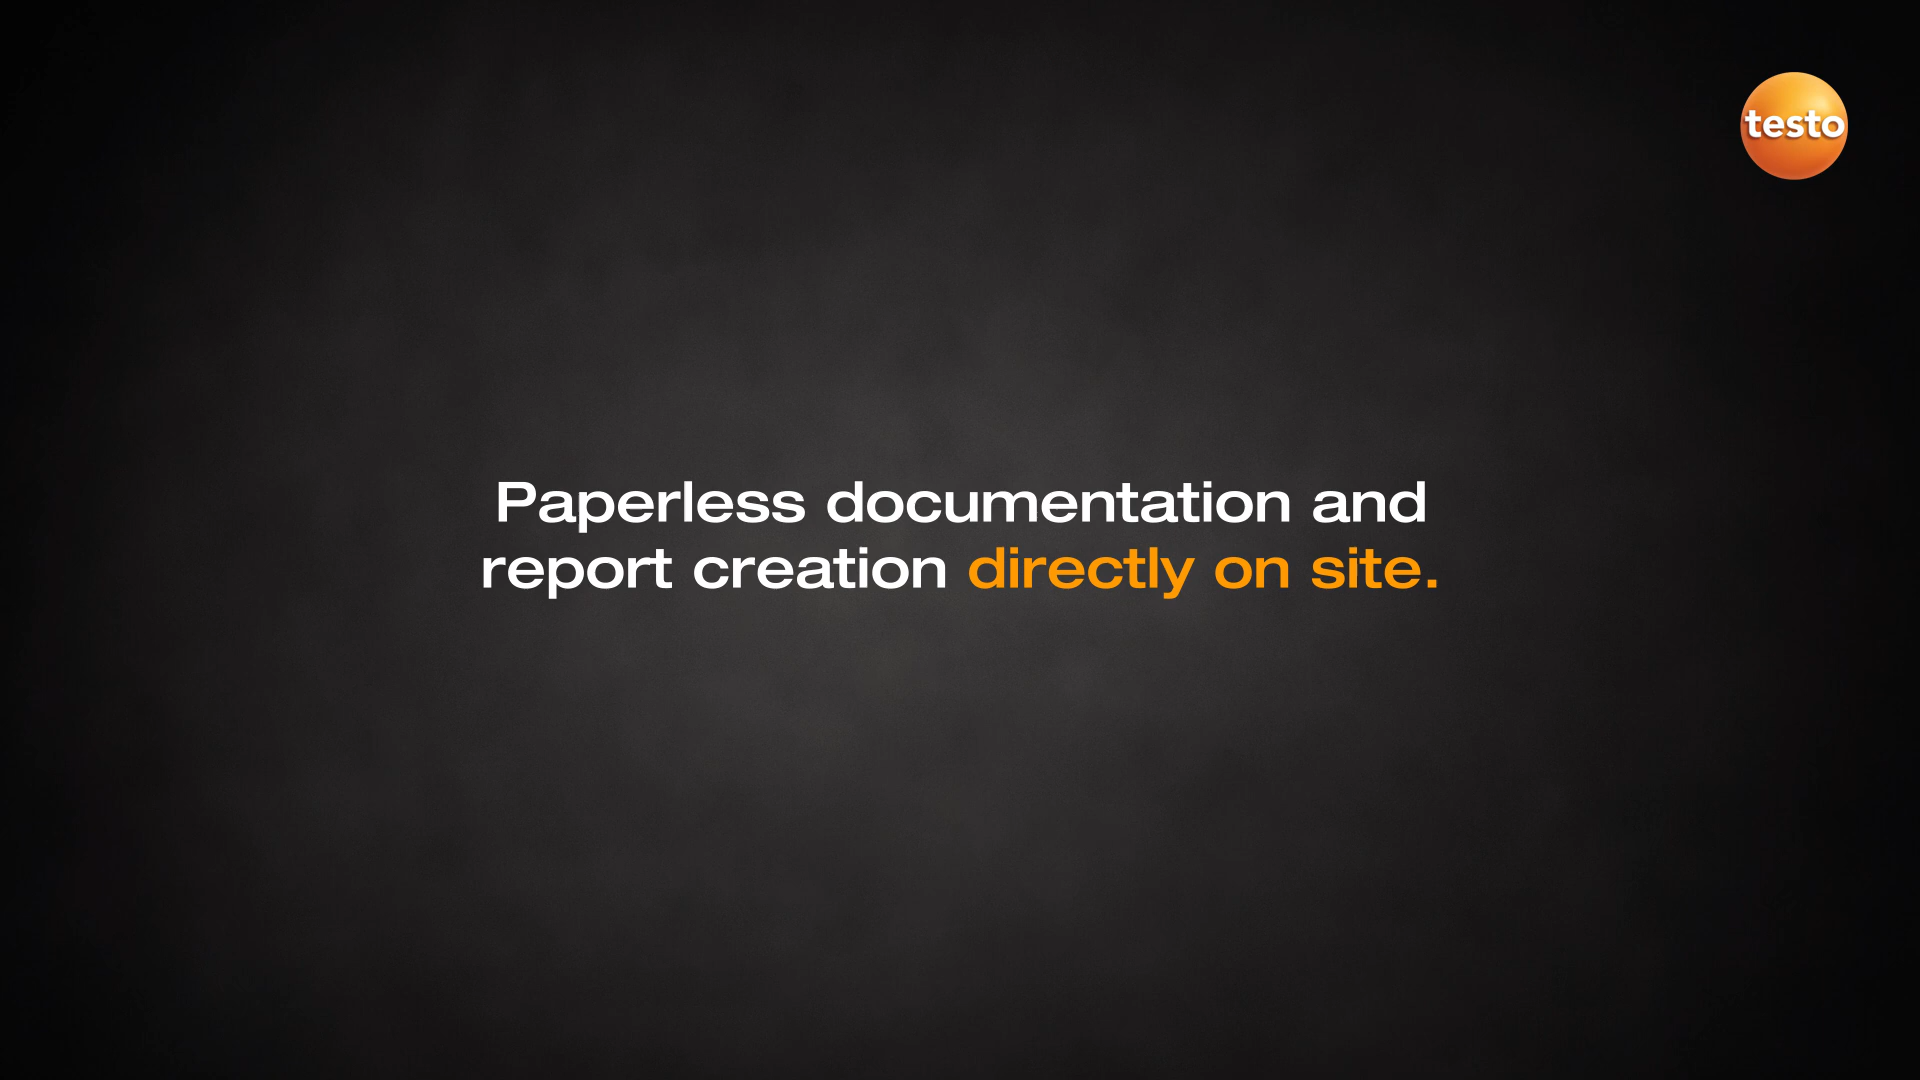 testo
Paperless documentation and
report creation directly on site.